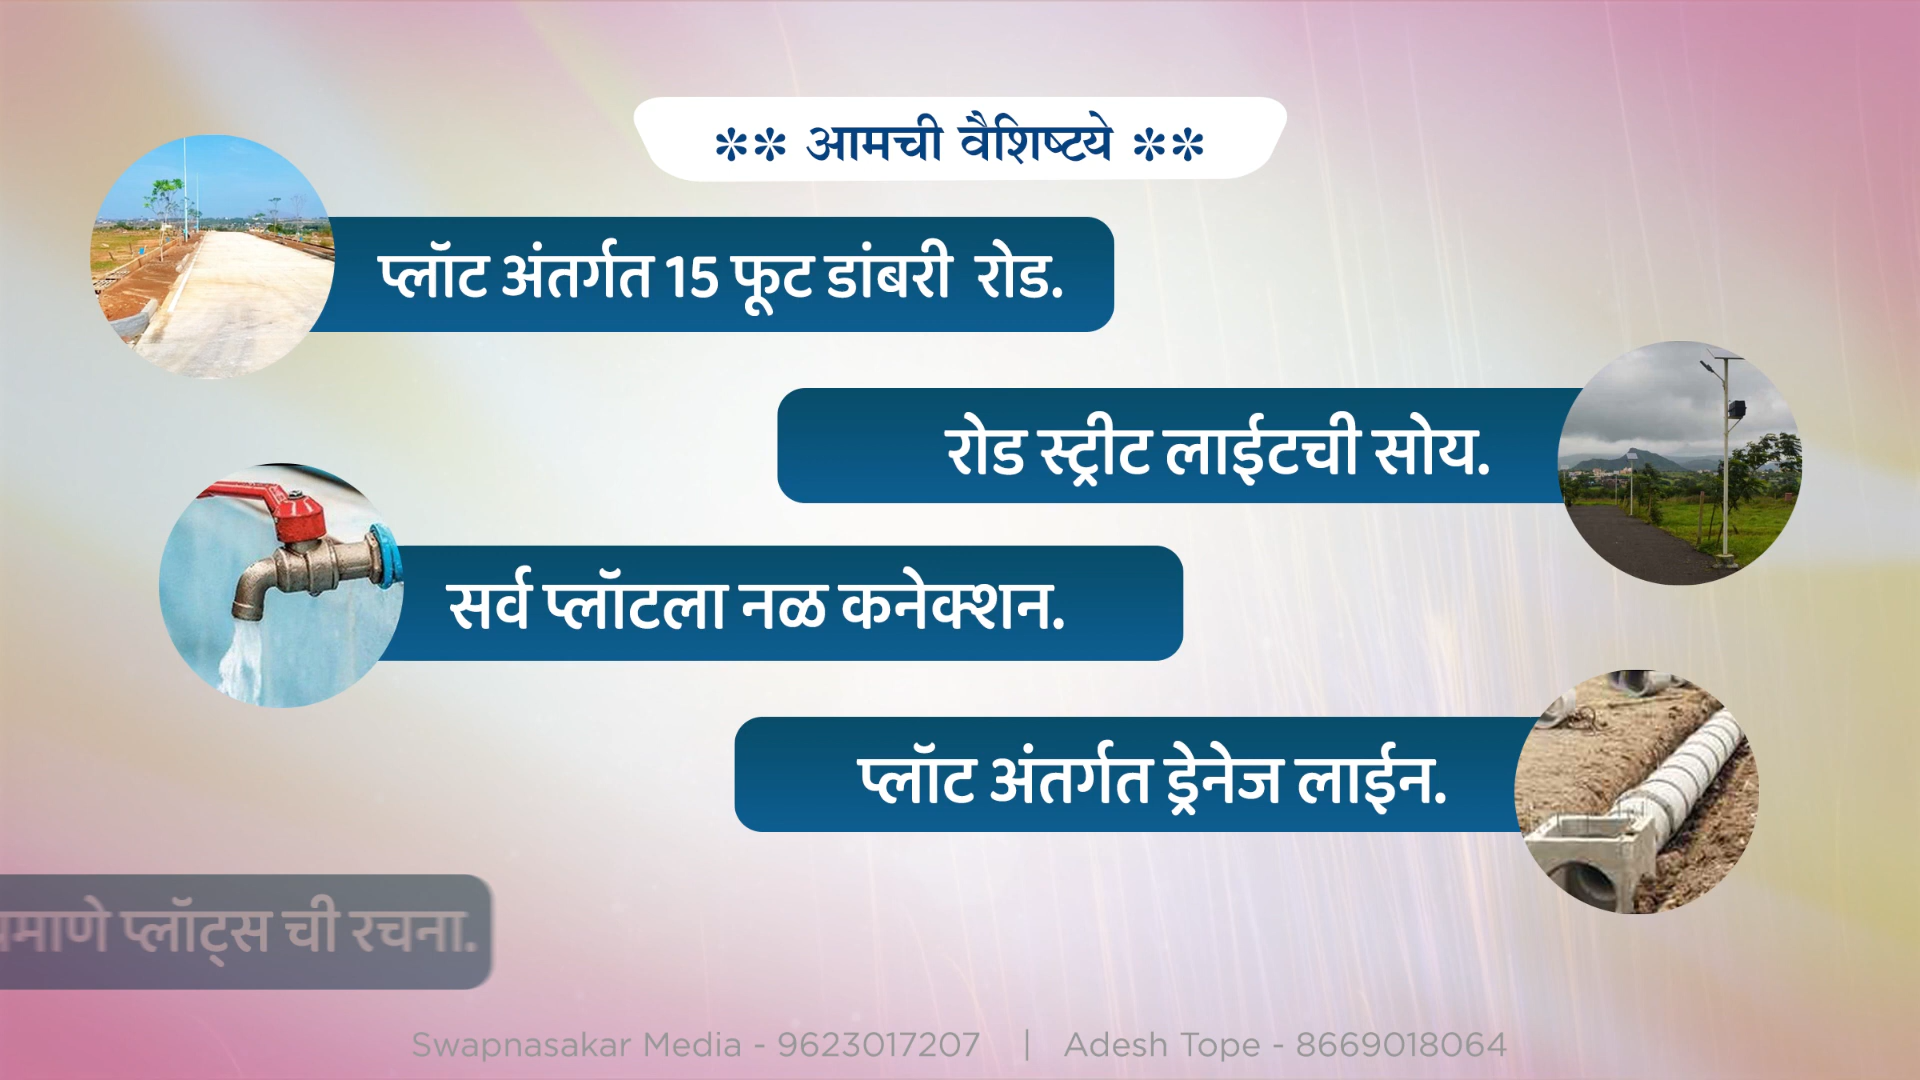 ** आमची वैशिष्टये **
प्लॉट अंतर्गत 15 फूट डांबरी रोड.
रोड स्ट्रीट लाईटची सोय.
सर्व प्लॉटला नळ कनेक्शन.
प्लॉट अंतर्गत ड्रेनेज लाईन.
प्लॉट्स ची रचना.
Swapnasakar Media - 9623017207 | Adesh Tope - 8669018064